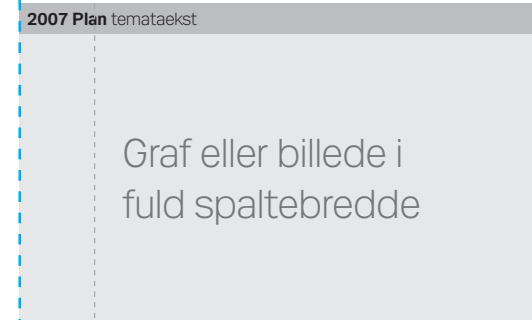 2007 Plan temataekst
Graf eller billede i
fuld spaltebredde